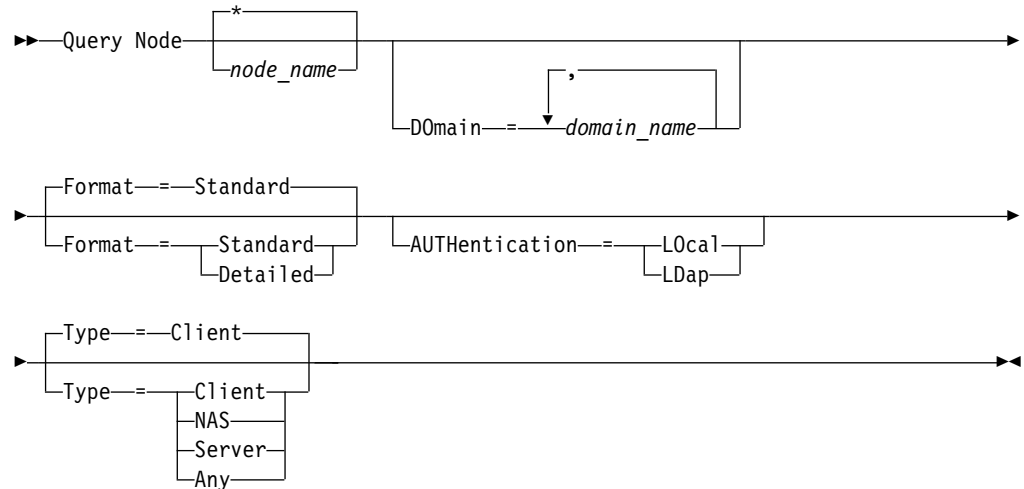 *
Query Node
node_name
,
DOmain = domain_name
Format = Standard
Format = Standard
Detailed
AUTHentication = LOcal
LDap
Type = Client
Type = Client
NAS
Server
Any